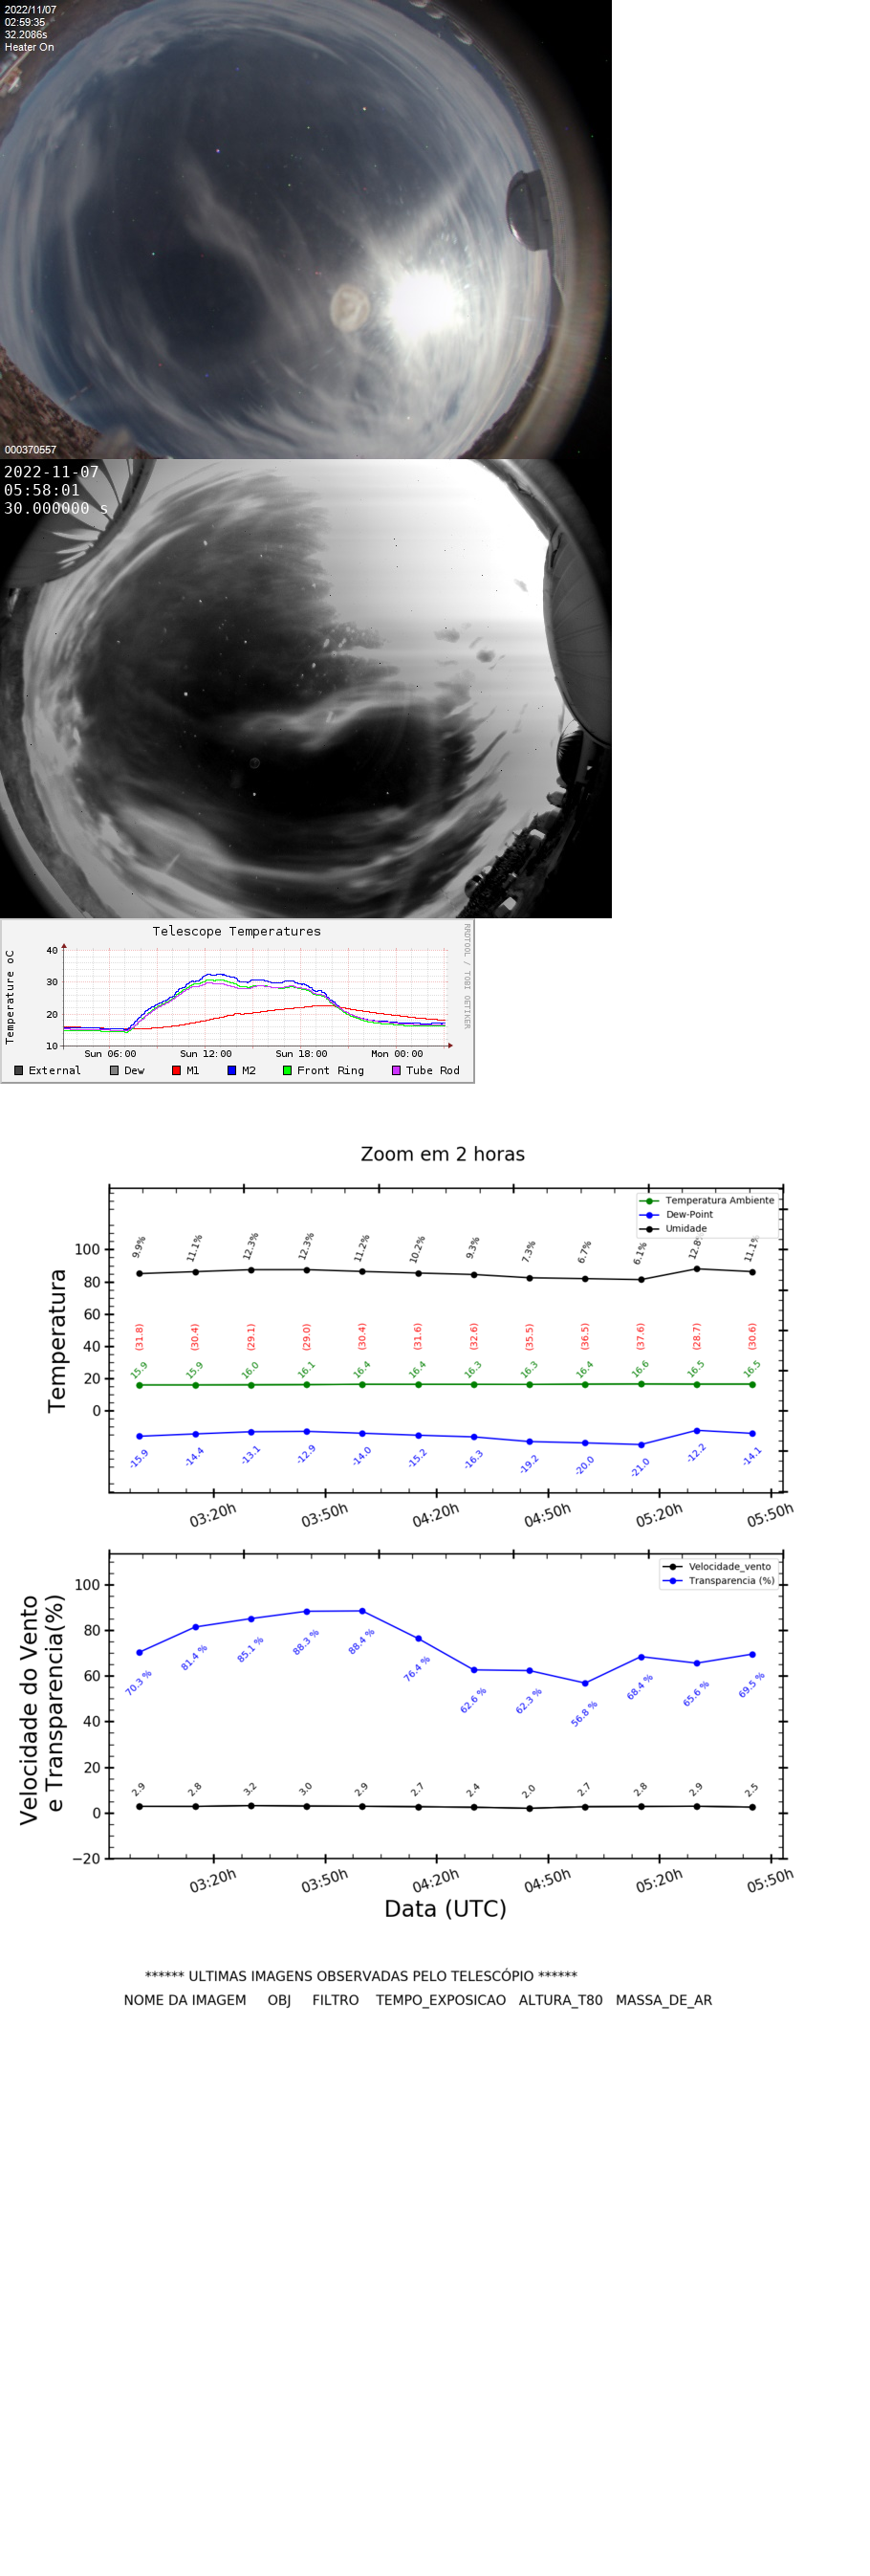 2022/11/07
02:59:35
32.2086s
Heater On
000370557
2022-11-07
05:58:01
30.000000 s
Telescope Temperatures
Temperature oC
40
30
20
10
Sun 06:00 Sun 12:00 Sun 18:00 Mon 00:00
External Dew M1 M2 Front Ring Tube Rod
RRDTOOL / TOBI OETIKER
Zoom em 2 horas
Temperatura
Temperatura Ambiente
Dew-Point
Umidade
100
80
60
40
20
0
9.9% 11.1% 12.3% 12.3% 11.2% 10.2% 9.3% 7.3% 6.7% 6.1% 12.8% 11.1%
(31.8) (30.4) (29.1) (29.0) (30.4) (31.6) (32.6) (35.5) (36.5) (37.6) (28.7) (30.6)
15.9 15.9 16.0 16.1 16.4 16.4 16.3 16.3 16.4 16.6 16.5 16.5
-15.9 -14.4 -13.1 -12.9 -14.0 -15.2 -16.3 -19.2 -20.0 -21.0 -12.2 -14.1
03:20h 03:50h 04:20h 04:50h 05:20h 05:50h
Velocidade do Vento
e Transparencia(%)
Velocidade_vento
Transparencia (%)
100
80
60
40
20
0
−20
70.3 % 81.4 % 85.1 % 88.3 % 88.4 % 76.4 % 62.6 % 62.3 % 56.8 % 68.4 % 65.6 % 69.5 %
2.9 2.8 3.2 3.0 2.9 2.7 2.4 2.0 2.7 2.8 2.9 2.5
03:20h 03:50h 04:20h 04:50h 05:20h 05:50h
Data (UTC)
****** ULTIMAS IMAGENS OBSERVADAS PELO TELESCÓPIO ******
NOME DA IMAGEM OBJ FILTRO TEMPO_EXPOSICAO ALTURA_T80 MASSA_DE_AR